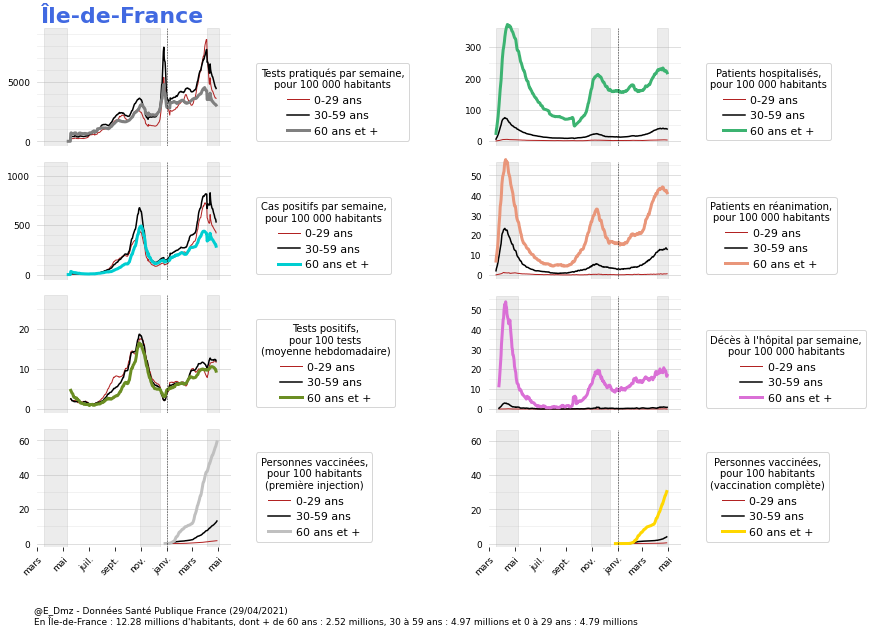 Île-de-France
5000
0
Tests pratiqués par semaine,
pour 100 000 habitants
0-29 ans
30-59 ans
60 ans et +
300
200
100
0
Patients hospitalisés,
pour 100 000 habitants
0-29 ans
30-59 ans
60 ans et +
1000
500
0
Cas positifs par semaine,
pour 100 000 habitants
0-29 ans
30-59 ans
60 ans et +
50
40
30
20
10
0
Patients en réanimation,
pour 100 000 habitants
0-29 ans
30-59 ans
60 ans et +
20
10
0
Tests positifs,
pour 100 tests
(moyenne hebdomadaire)
0-29 ans
30-59 ans
60 ans et +
50
40
30
20
10
0
Décès à l'hôpital par semaine,
pour 100 000 habitants
0-29 ans
30-59 ans
60 ans et +
60
40
20
0
Personnes vaccinées,
pour 100 habitants
(première injection)
0-29 ans
30-59 ans
60 ans et +
mars mai juil. sept. nov. janv. mars mai
60
40
20
0
Personnes vaccinées,
pour 100 habitants
(vaccination complète)
0-29 ans
30-59 ans
60 ans et +
mars mai juil. sept. nov. janv. mars mai
@E_Dmz - Données Santé Publique France (29/04/2021)
En Île-de-France : 12.28 millions d'habitants, dont + de 60 ans : 2.52 millions, 30 à 59 ans : 4.97 millions et 0 à 29 ans : 4.79 millions